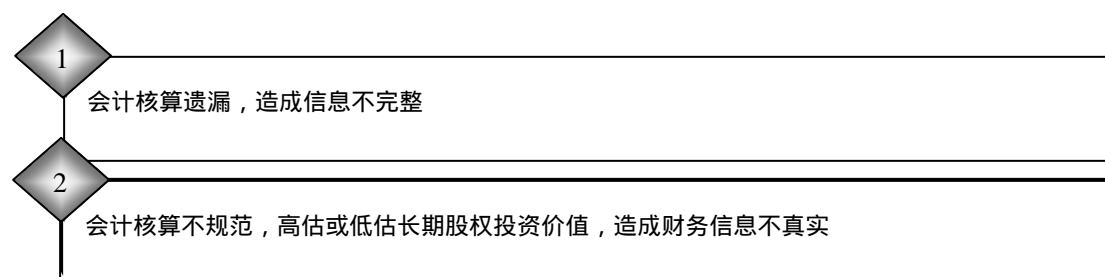 1
会计核算遗漏，造成信息不完整
2
会计核算不规范，高估或低估长期股权投资价值，造成财务信息不真实